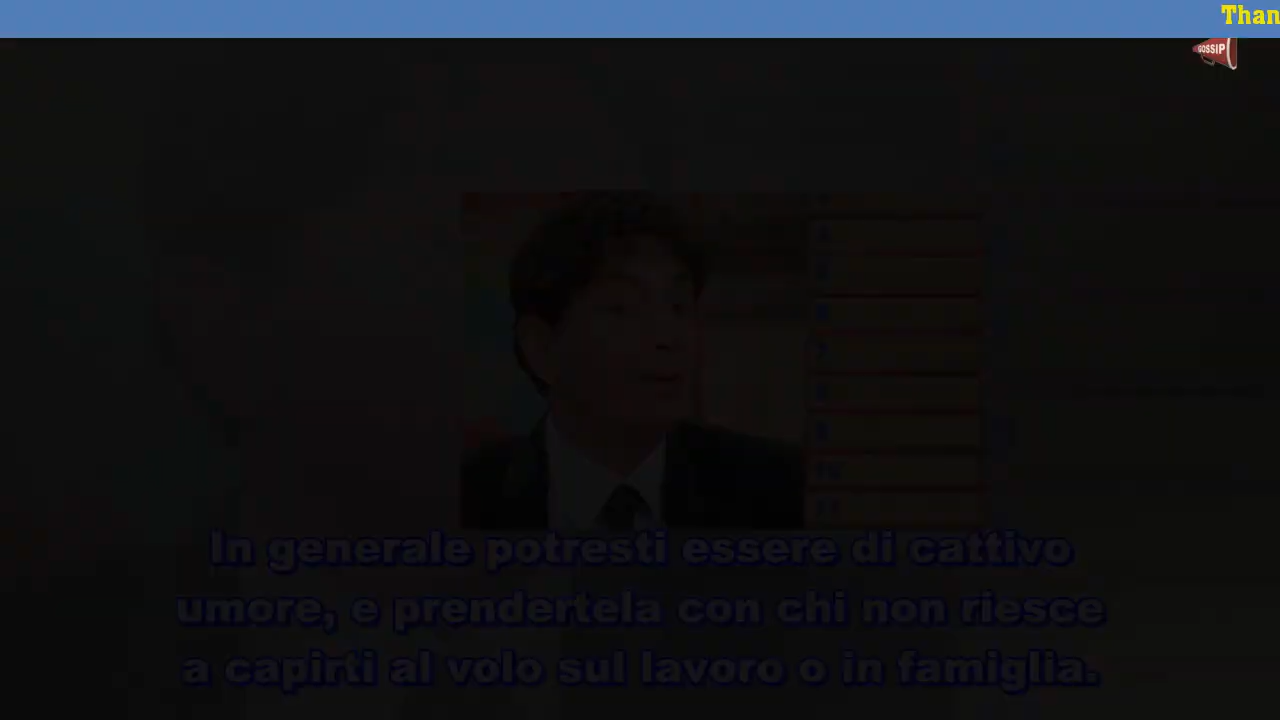 Than
GOSSIP
In generale potresti essere di cattivo
umore, e prendertela con chi non riesce
a capirti al volo sul lavoro o in famiglia.